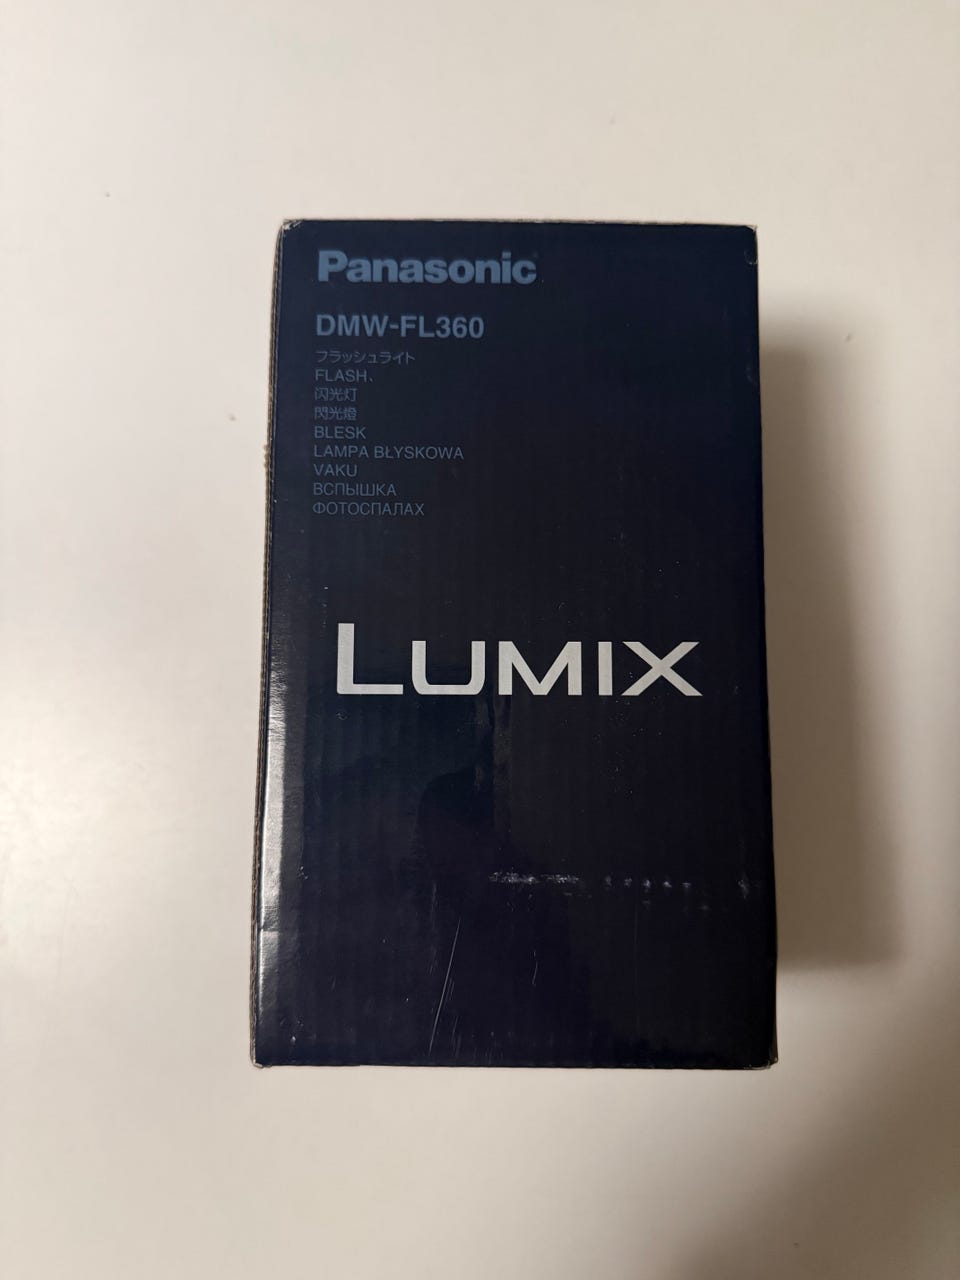 Panasonic
DMW-FL360
フラッシュライト
FLASH、
闪光灯
閃光燈
BLESK
LAMPA BŁYSKOWA
VAKU
ВСПЫШКА
ФОТОСПАЛАХ
LUMIX